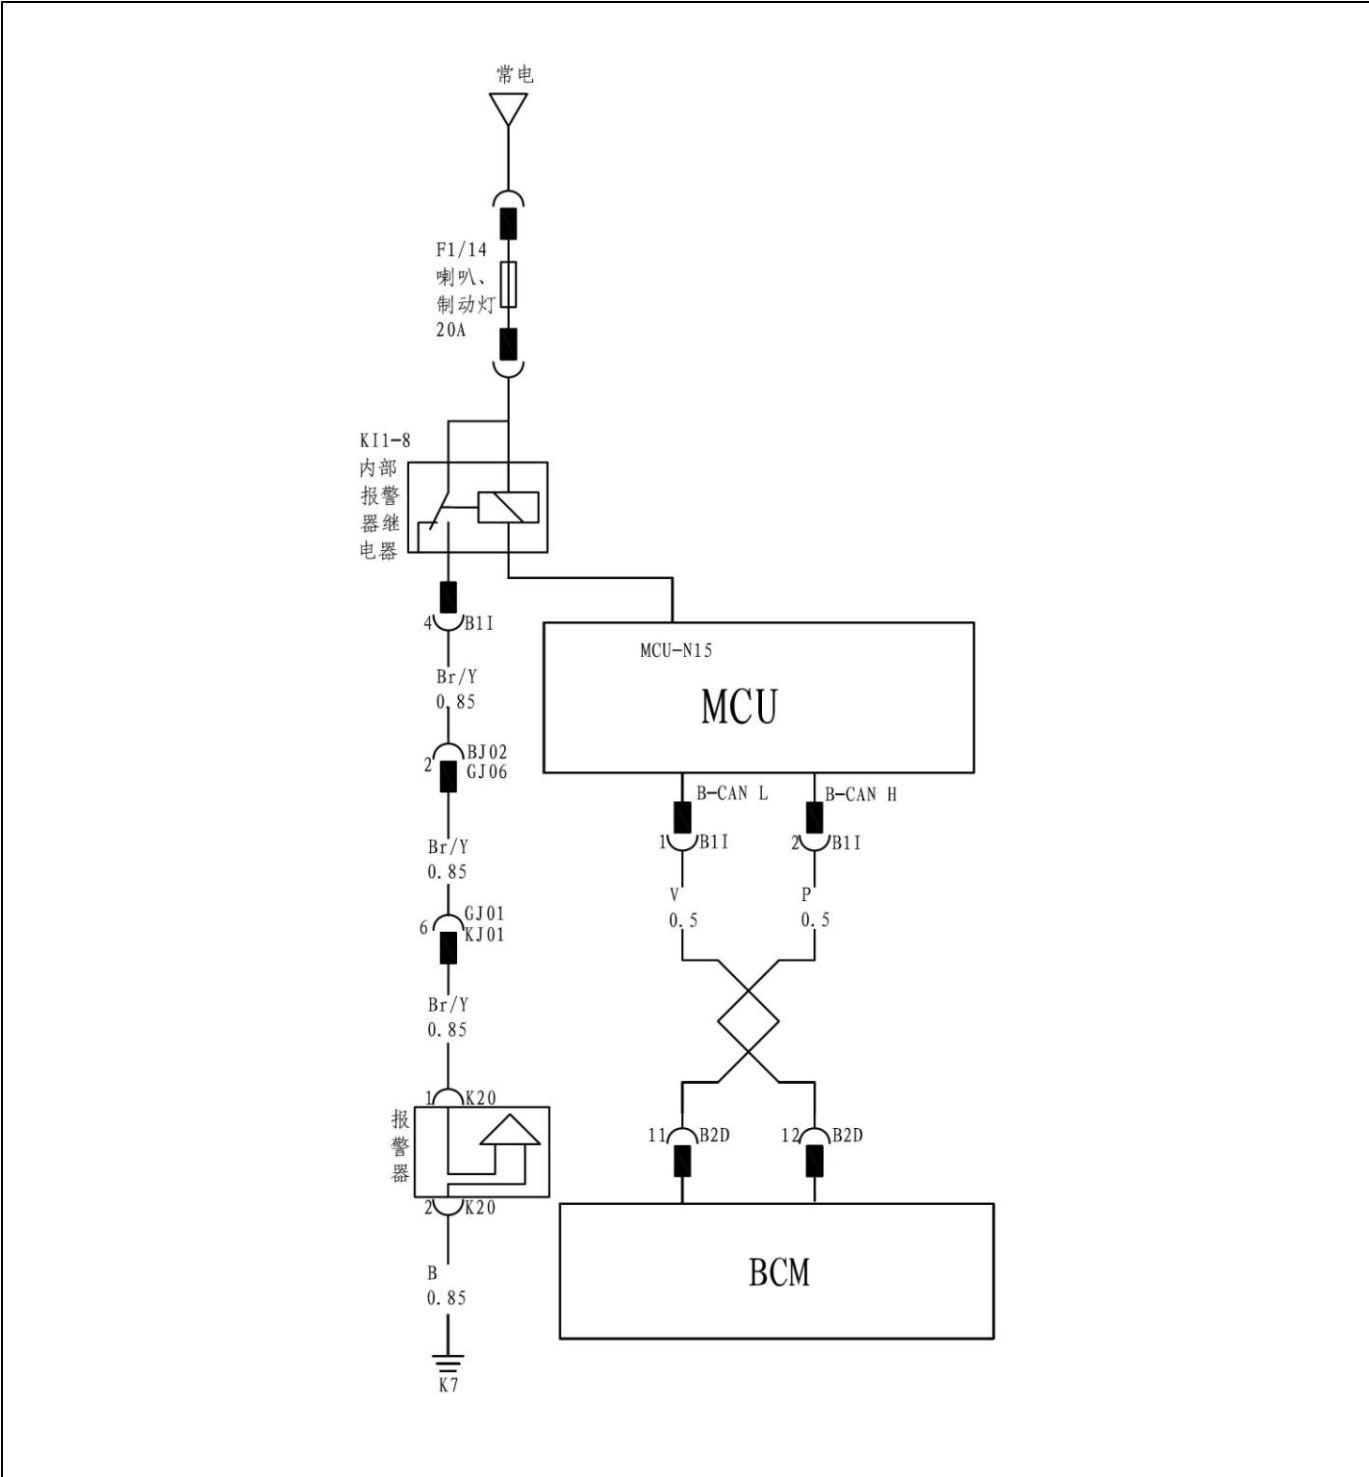 常电
F1/14
喇叭、
制动灯
20A
KI1-8
内部
报警
器继
电器
4 B1I
MCU-N15
Br/Y
0.85
MCU
BJ02
2
GJ06
B-CAN L
B-CAN H
1 B1I
2 B1I
Br/Y
0.85
V
P
0.5
0.5
GJ01
6
KJ01
Br/Y
0.85
1 K20
报
警
器
11 B2D
12 B2D
2 K20
B
0.85
BCM
K7